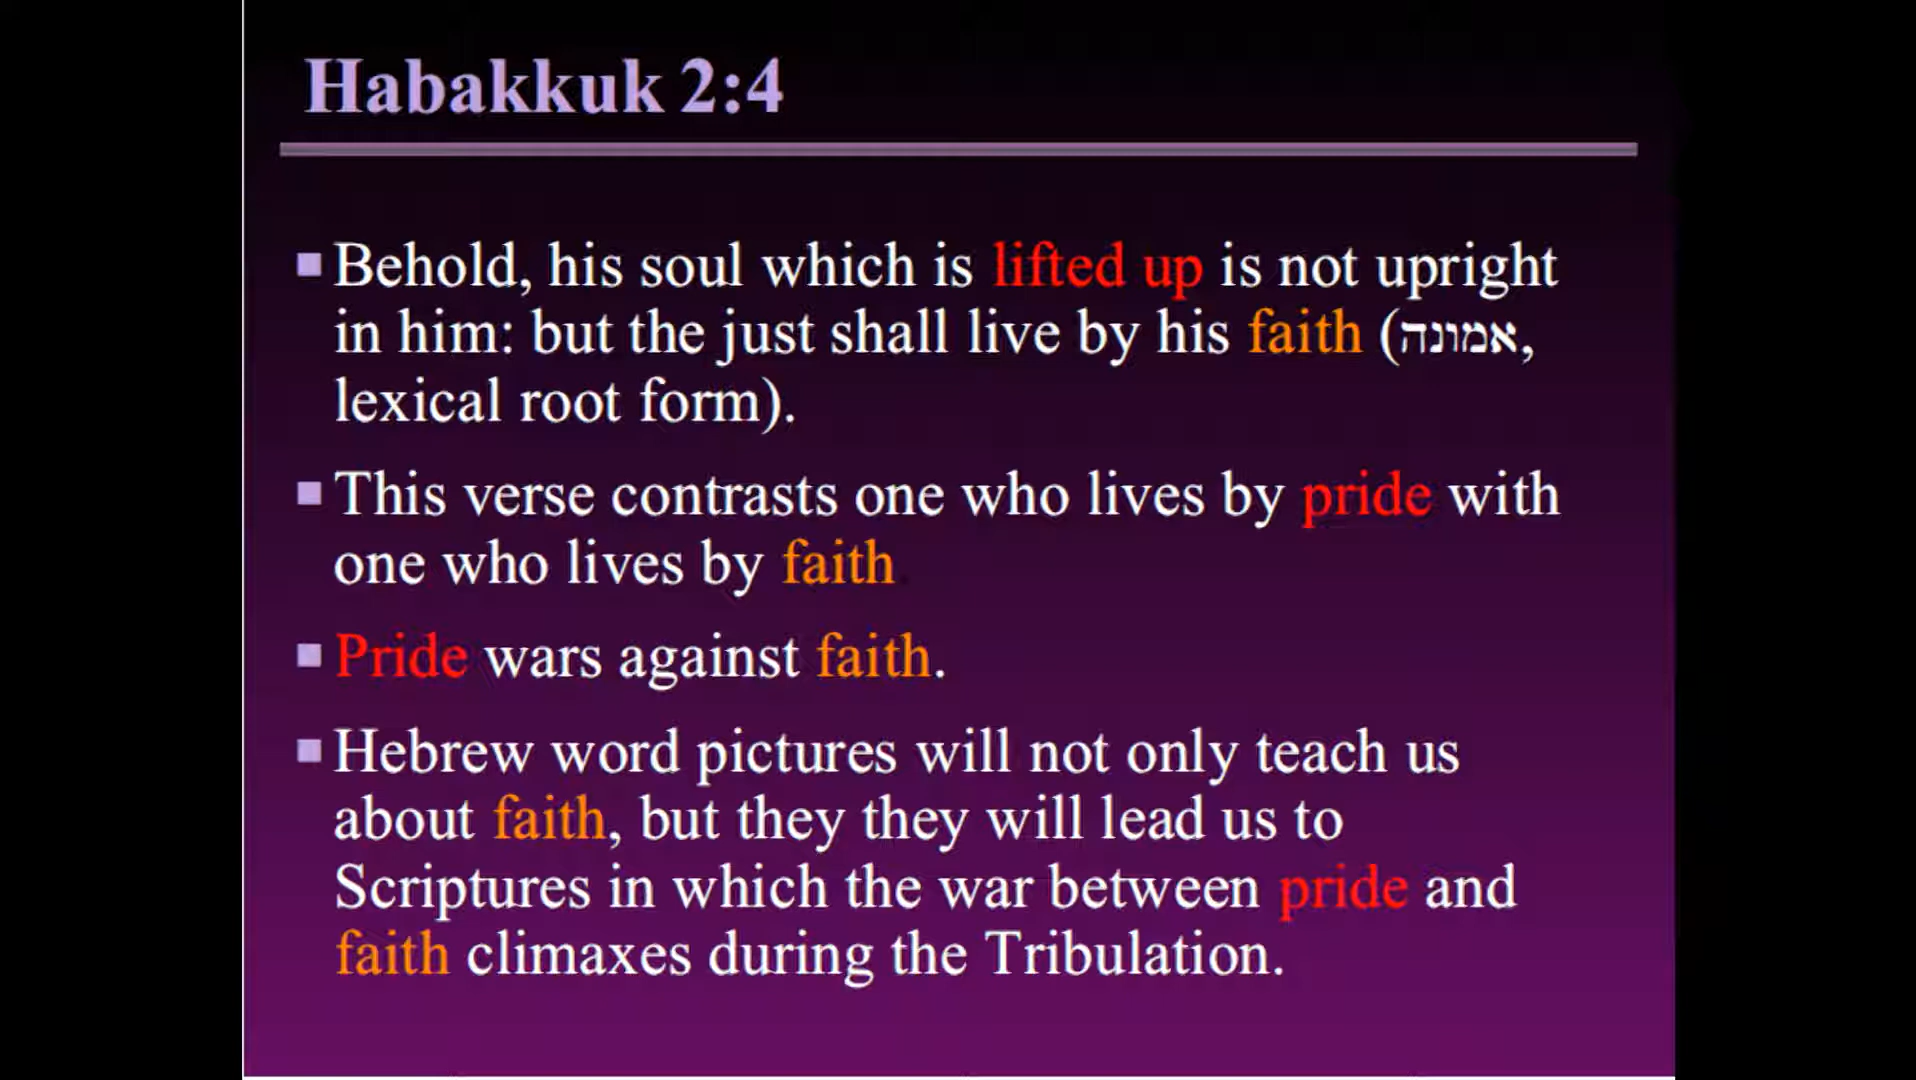 Habakkuk 2:4
Behold, his soul which is lifted up is not upright
in him: but the just shall live by his faith (אמונה,
lexical root form).
This verse contrasts one who lives by pride with
one who lives by faith.
Pride wars against faith.
Hebrew word pictures will not only teach us
about faith, but they they will lead us to
Scriptures in which the war between pride and
faith climaxes during the Tribulation.